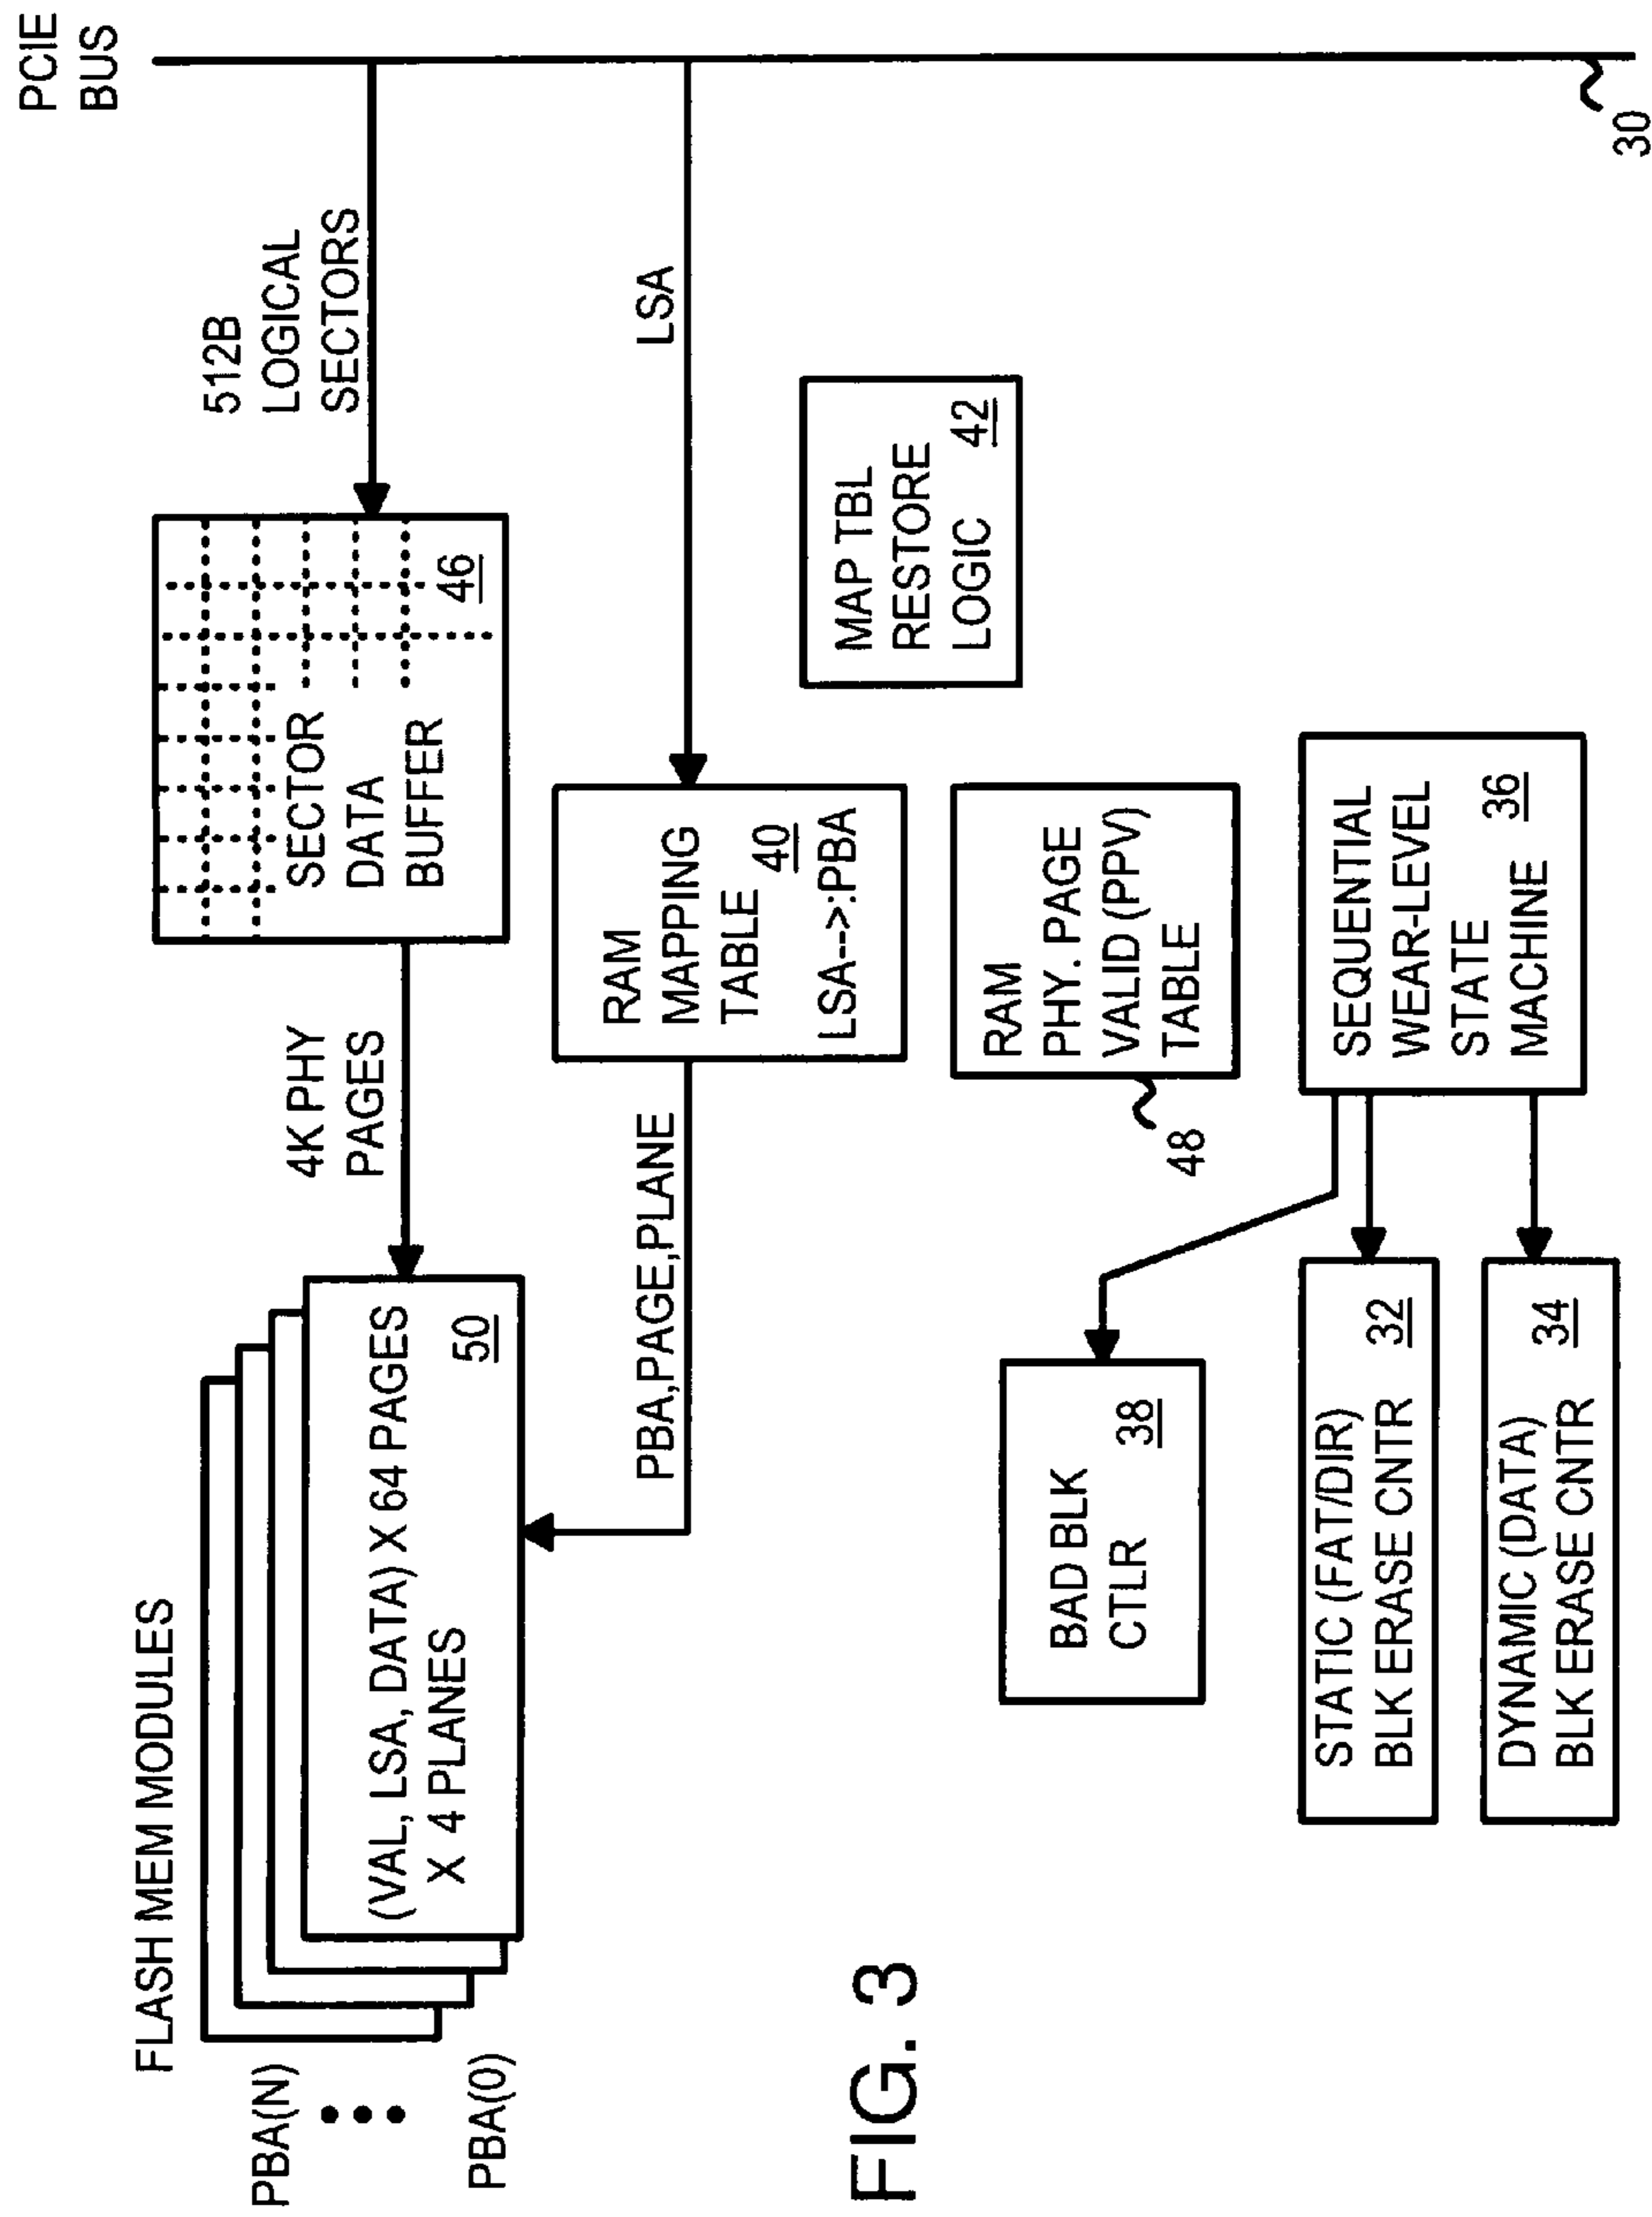 PCIE
BUS
30
512B
LOGICAL
SECTORS
LSA
SECTOR
DATA
BUFFER
46
MAP TBL
RESTORE
LOGIC 42
RAM
MAPPING
TABLE 40
LSA-->:PBA
RAM
PHY. PAGE
VALID (PPV)
TABLE
48
SEQUENTIAL
WEAR-LEVEL
STATE
MACHINE 36
4K PHY
PAGES
PBA,PAGE,PLANE
FLASH MEM MODULES
(VAL, LSA, DATA) X 64 PAGES
X 4 PLANES 50
PBA(N)
PBA(0)
BAD BLK
CTLR 38
STATIC (FAT/DIR)
BLK ERASE CNTR 32
DYNAMIC (DATA)
BLK ERASE CNTR 34
FIG. 3